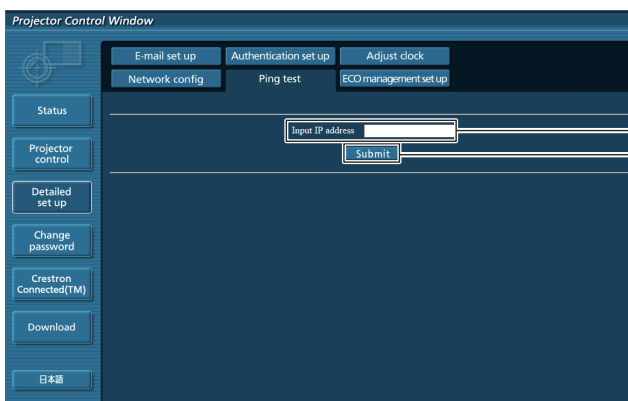 Projector Control Window
E-mail set up
Authentication set up
Adjust clock
Network config
Ping test
ECO management set up
Status
Projector
control
Detailed
set up
Change
password
Crestron
Connected(TM)
Download
日本語
Input IP address
Submit